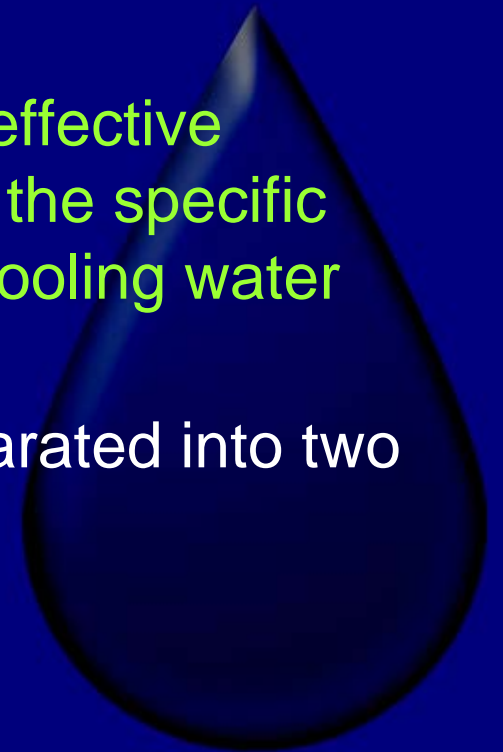 effective
the specific
ooling water
arated into two